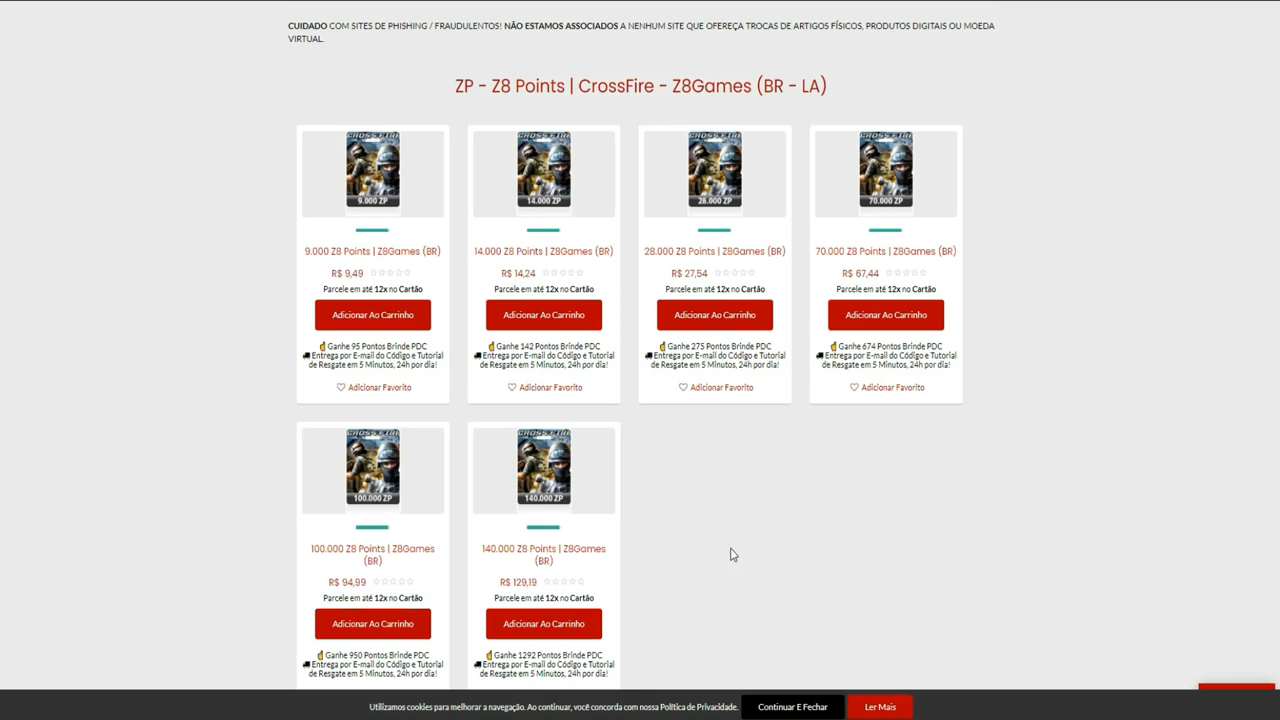 CUIDADO COM SITES DE PHISHING / FRAUDULENTOS! NÃO ESTAMOS ASSOCIADOS A NENHUM SITE QUE OFEREÇA TROCAS DE ARTIGOS FÍSICOS, PRODUTOS DIGITAIS OU MOEDA
VIRTUAL.
ZP - Z8 Points | CrossFire - Z8Games (BR - LA)
CROSSFIRE
9.000 ZP
9.000 Z8 Points | Z8Games (BR)
R$ 9,49
Parcele em até 12x no Cartão
Adicionar Ao Carrinho
Ganhe 95 Pontos Brinde PDC
Entrega por E-mail do Código e Tutorial
de Resgate em 5 Minutos, 24h por dia!
Adicionar Favorito
CROSSFIRE
14.000 ZP
14.000 Z8 Points | Z8Games (BR)
R$ 14,24
Parcele em até 12x no Cartão
Adicionar Ao Carrinho
Ganhe 142 Pontos Brinde PDC
Entrega por E-mail do Código e Tutorial
de Resgate em 5 Minutos, 24h por dia!
Adicionar Favorito
CROSSFIRE
28.000 ZP
28.000 Z8 Points | Z8Games (BR)
R$ 27,54
Parcele em até 12x no Cartão
Adicionar Ao Carrinho
Ganhe 275 Pontos Brinde PDC
Entrega por E-mail do Código e Tutorial
de Resgate em 5 Minutos, 24h por dia!
Adicionar Favorito
CROSSFIRE
70.000 ZP
70.000 Z8 Points | Z8Games (BR)
R$ 67,44
Parcele em até 12x no Cartão
Adicionar Ao Carrinho
Ganhe 674 Pontos Brinde PDC
Entrega por E-mail do Código e Tutorial
de Resgate em 5 Minutos, 24h por dia!
Adicionar Favorito
CROSSFIRE
100.000 ZP
100.000 Z8 Points | Z8Games
(BR)
R$ 94,99
Parcele em até 12x no Cartão
Adicionar Ao Carrinho
Ganhe 950 Pontos Brinde PDC
Entrega por E-mail do Código e Tutorial
de Resgate em 5 Minutos, 24h por dia!
CROSSFIRE
140.000 ZP
140.000 Z8 Points | Z8Games
(BR)
R$ 129,19
Parcele em até 12x no Cartão
Adicionar Ao Carrinho
Ganhe 1292 Pontos Brinde PDC
Entrega por E-mail do Código e Tutorial
de Resgate em 5 Minutos, 24h por dia!
Utilizamos cookies para melhorar a navegação. Ao continuar, você concorda com nossa Política de Privacidade.
Continuar E Fechar
Ler Mais